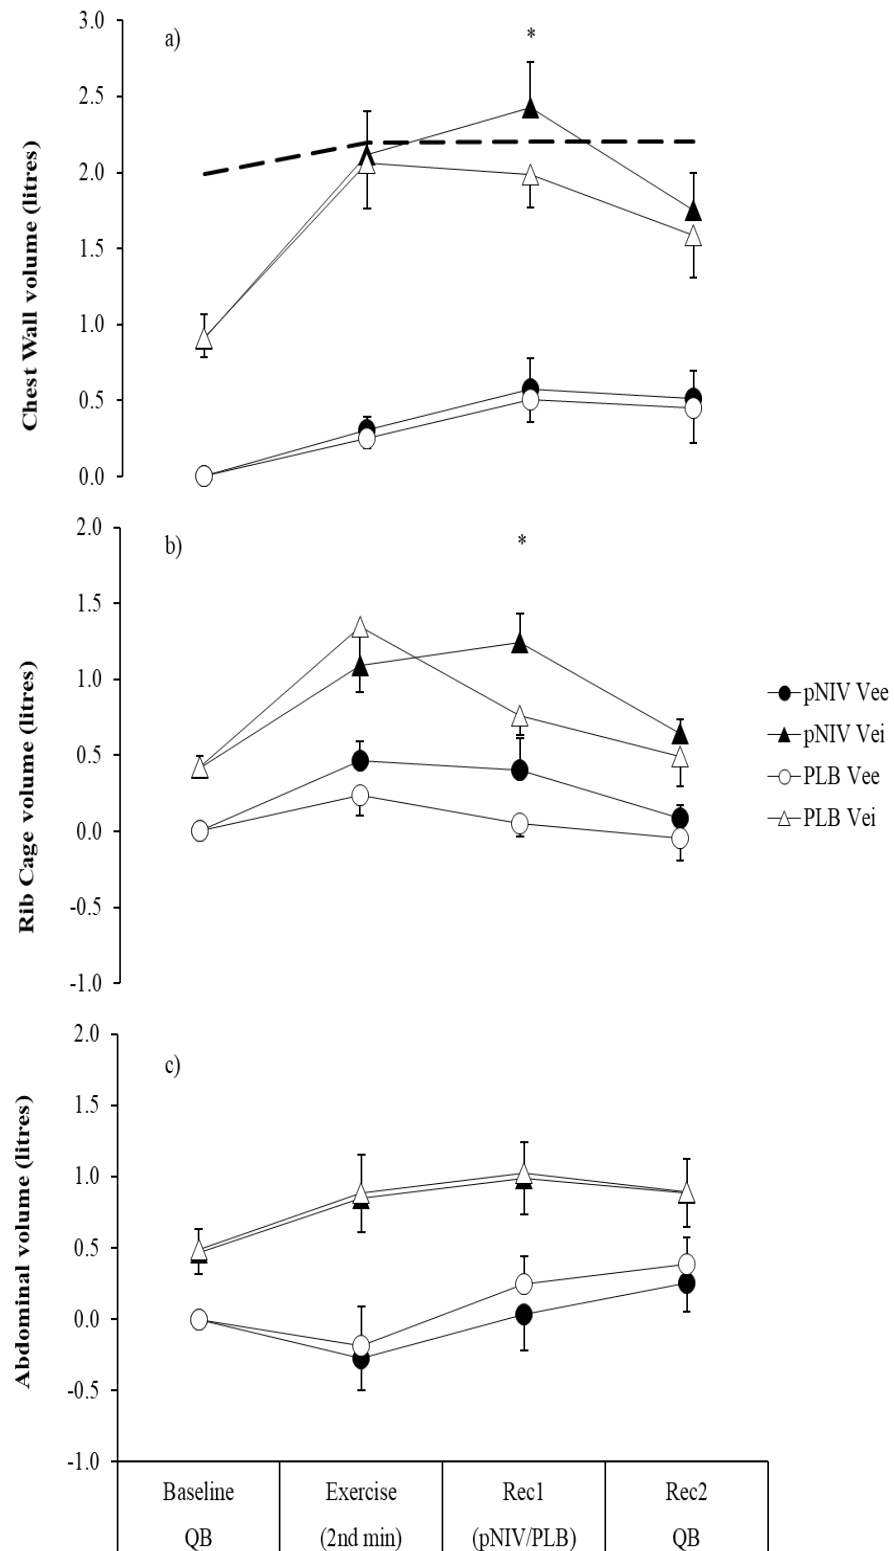 a)
*
3.0
2.5
2.0
1.5
1.0
0.5
0.0
Chest Wall volume (litres)
b)
*
2.0
1.5
1.0
0.5
0.0
-0.5
-1.0
Rib Cage volume (litres)
pNIV Vee
pNIV Vei
PLB Vee
PLB Vei
c)
2.0
1.5
1.0
0.5
0.0
-0.5
-1.0
Abdominal volume (litres)
Baseline Exercise Rec1 Rec2
QB (2nd min) (pNIV/PLB) QB